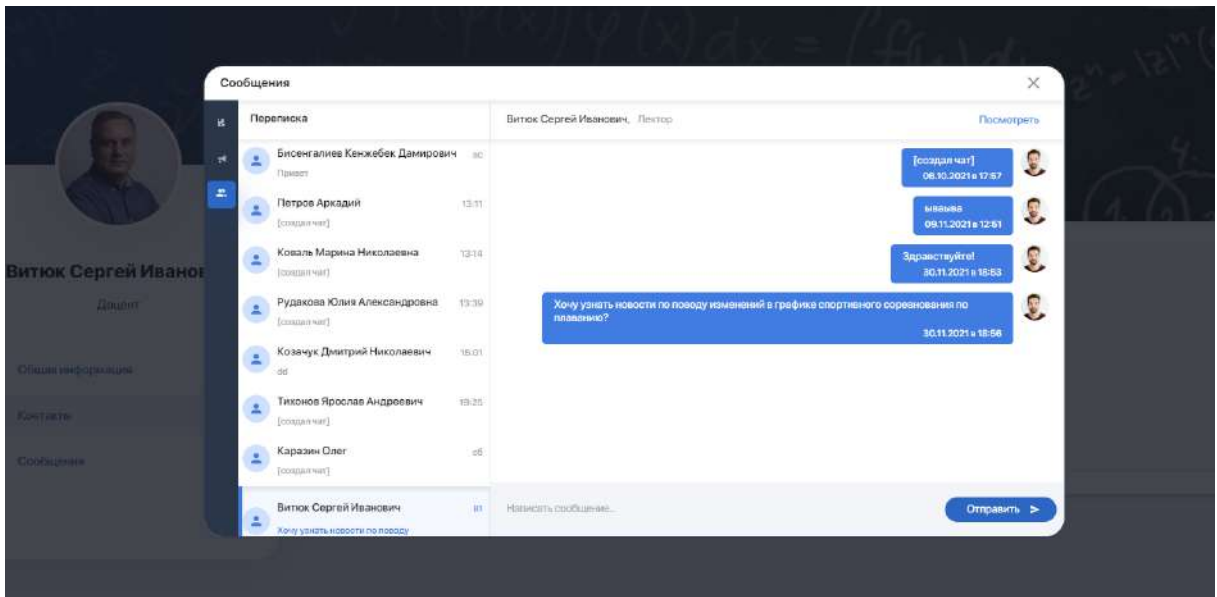 Сообщения
Переписка
Витюк Сергей Иванович, Лектор
Посмотреть
Бисенгалиев Кенжебек Дамирович вс
Привет
Петров Аркадий 13:11
[создал чат]
Коваль Марина Николаевна 13:14
[создал чат]
Рудакова Юлия Александровна 13:39
[создал чат]
Козачук Дмитрий Николаевич 15:01
dd
Тихонов Ярослав Андреевич 19:25
[создал чат]
Каразин Олег сб
[создал чат]
Витюк Сергей Иванович
Хочу узнать новости по поводу
[создал чат]
06.10.2021 в 17:57
ываыва
09.11.2021 в 12:51
Здравствуйте!
30.11.2021 в 18:53
Хочу узнать новости по поводу изменений в графике спортивного соревнования по
плаванию?
30.11.2021 в 18:56
Написать сообщение...
Отправить
Витюк Сергей Иванов
Доцент
Общая информация
Контакты
Сообщения